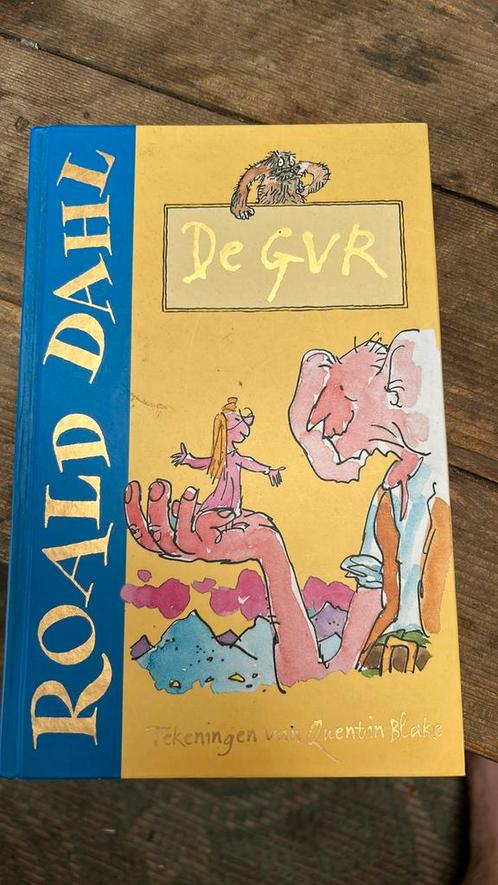 ROALD DAHL
De GVR
Tekeningen van Quentin Blake